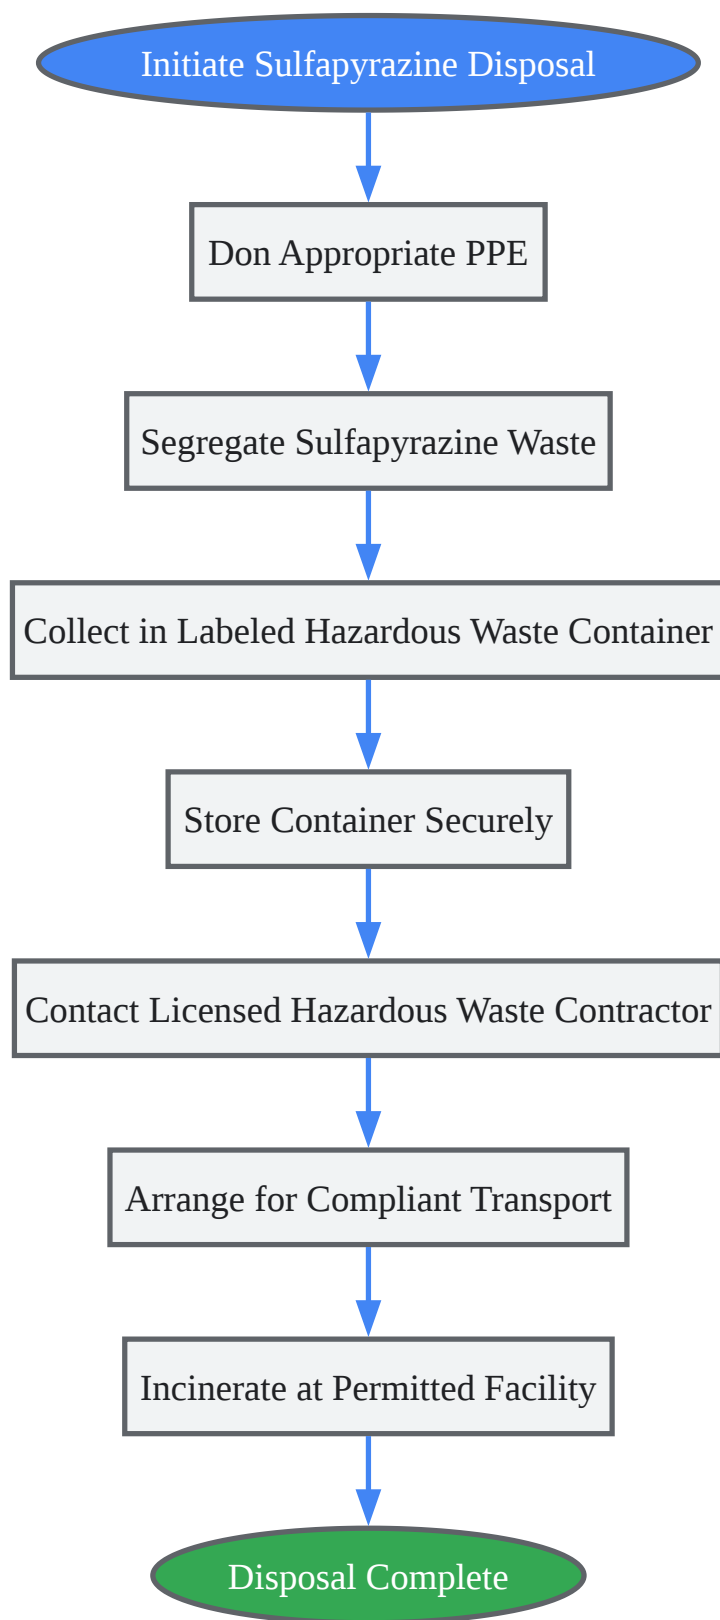 Initiate Sulfapyrazine Disposal
Don Appropriate PPE
Segregate Sulfapyrazine Waste
Collect in Labeled Hazardous Waste Container
Store Container Securely
Contact Licensed Hazardous Waste Contractor
Arrange for Compliant Transport
Incinerate at Permitted Facility
Disposal Complete